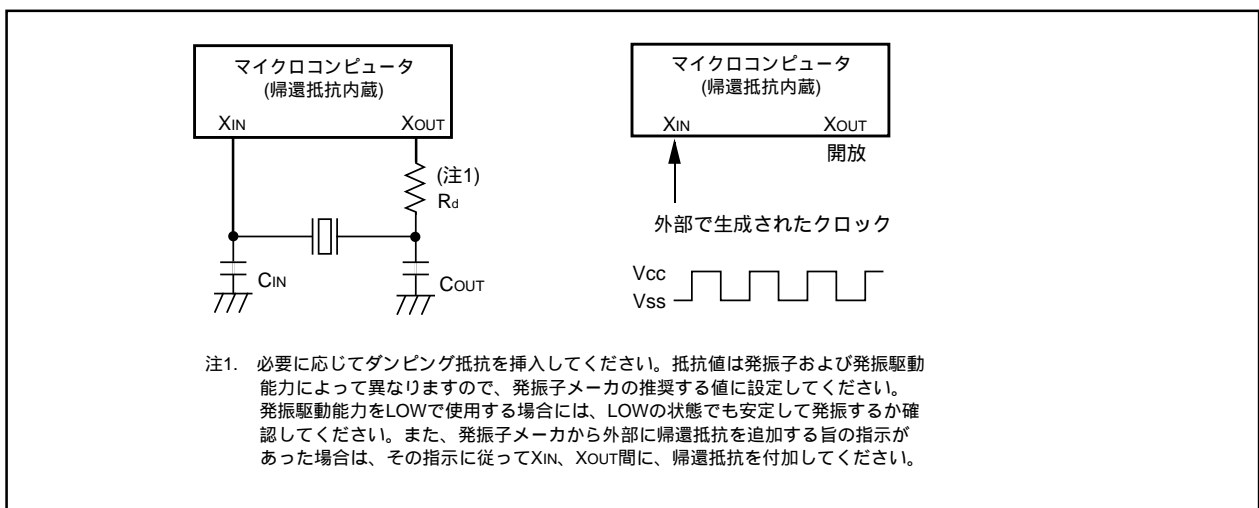 マイクロコンピュータ
(帰還抵抗内蔵)
XIN
XOUT
(注1)
Rd
CIN
COUT
マイクロコンピュータ
(帰還抵抗内蔵)
XIN
XOUT
開放
外部で生成されたクロック
Vcc
Vss
注1. 必要に応じてダンピング抵抗を挿入してください。抵抗値は発振子および発振駆動
能力によって異なりますので、発振子メーカの推奨する値に設定してください。
発振駆動能力をLOWで使用する場合には、LOWの状態でも安定して発振するか確
認してください。また、発振子メーカから外部に帰還抵抗を追加する旨の指示が
あった場合は、その指示に従ってXIN、XOUT間に、帰還抵抗を付加してください。